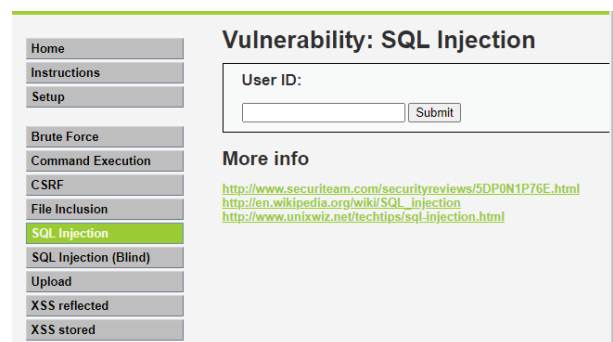 Home
Instructions
Setup
Brute Force
Command Execution
CSRF
File Inclusion
SQL Injection
SQL Injection (Blind)
Upload
XSS reflected
XSS stored
Vulnerability: SQL Injection
User ID:
Submit
More info
http://www.securiteam.com/securityreviews/5DP0N1P76E.html
http://en.wikipedia.org/wiki/SQL_injection
http://www.unixwiz.net/techtips/sql-injection.html